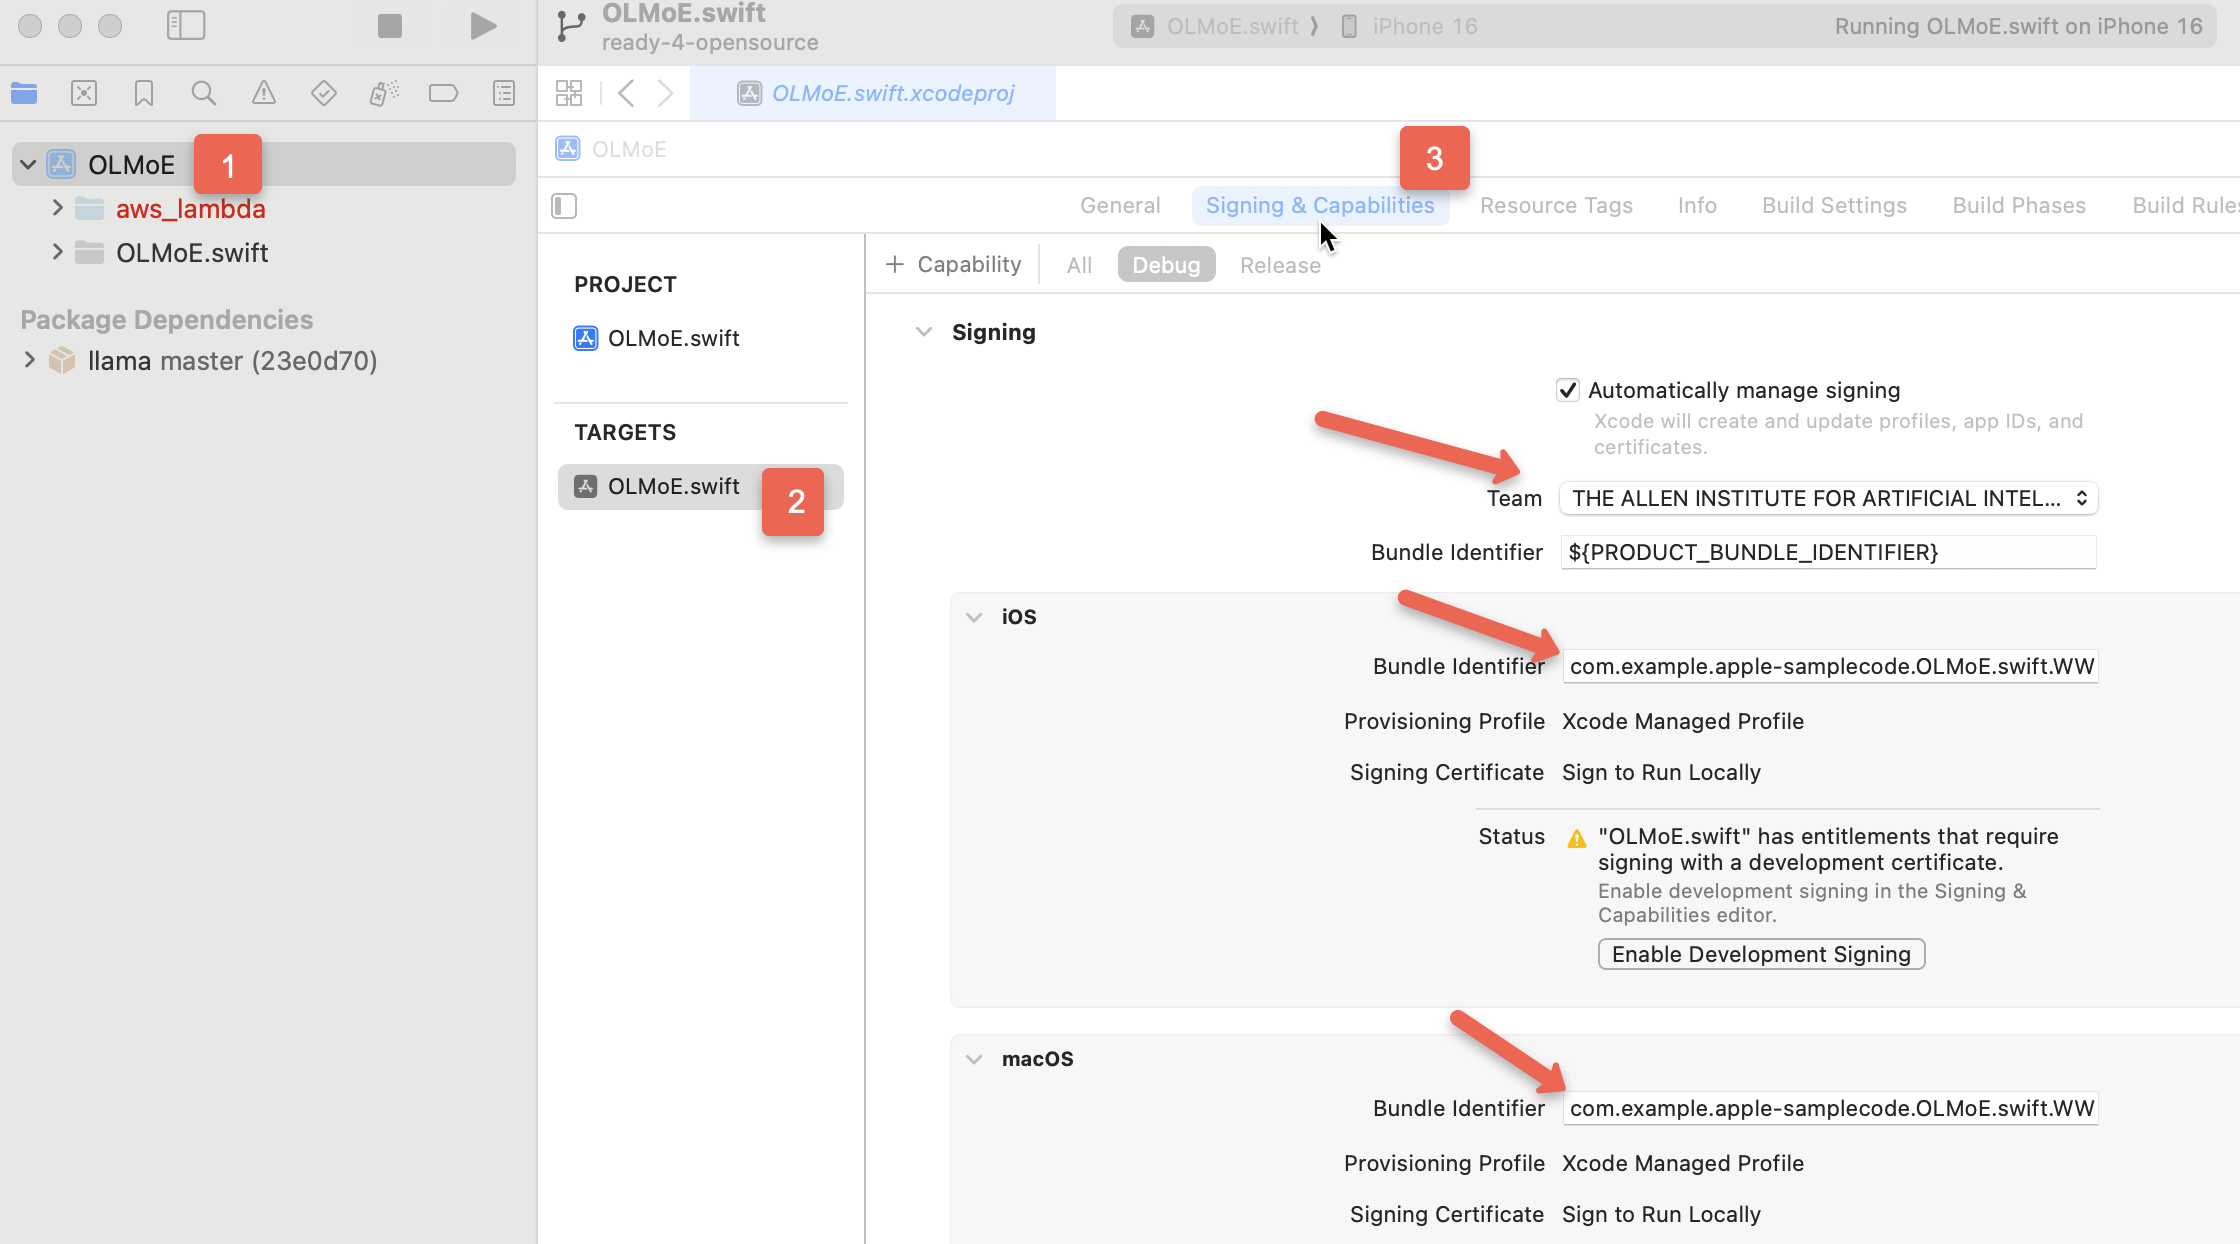 OLMoE.swift
ready-4-opensource
OLMoE.swift ⟩ iPhone 16
Running OLMoE.swift on iPhone 16
OLMoE.swift.xcodeproj
OLMoE
1
aws_lambda
OLMoE.swift
Package Dependencies
llama master (23e0d70)
OLMoE
3
General
Signing & Capabilities
Resource Tags
Info
Build Settings
Build Phases
Build Rules
PROJECT
OLMoE.swift
TARGETS
OLMoE.swift
2
+ Capability
All
Debug
Release
Signing
Automatically manage signing
Xcode will create and update profiles, app IDs, and
certificates.
Team THE ALLEN INSTITUTE FOR ARTIFICIAL INTEL...
Bundle Identifier ${PRODUCT_BUNDLE_IDENTIFIER}
iOS
Bundle Identifier com.example.apple-samplecode.OLMoE.swift.WW
Provisioning Profile Xcode Managed Profile
Signing Certificate Sign to Run Locally
Status "OLMoE.swift" has entitlements that require
signing with a development certificate.
Enable development signing in the Signing &
Capabilities editor.
Enable Development Signing
macOS
Bundle Identifier com.example.apple-samplecode.OLMoE.swift.WW
Provisioning Profile Xcode Managed Profile
Signing Certificate Sign to Run Locally